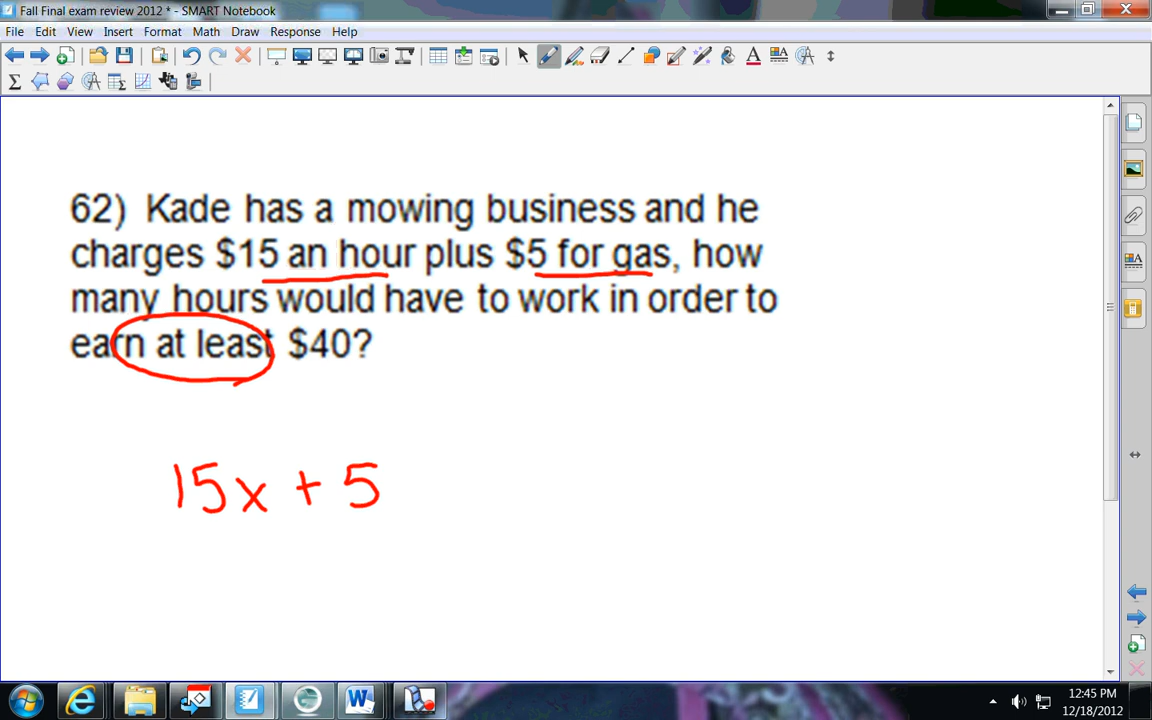 Fall Final exam review 2012 * - SMART Notebook
File Edit View Insert Format Math Draw Response Help
62) Kade has a mowing business and he
charges $15 an hour plus $5 for gas, how
many hours would have to work in order to
earn at least $40?
15x + 5
12:45 PM
12/18/2012